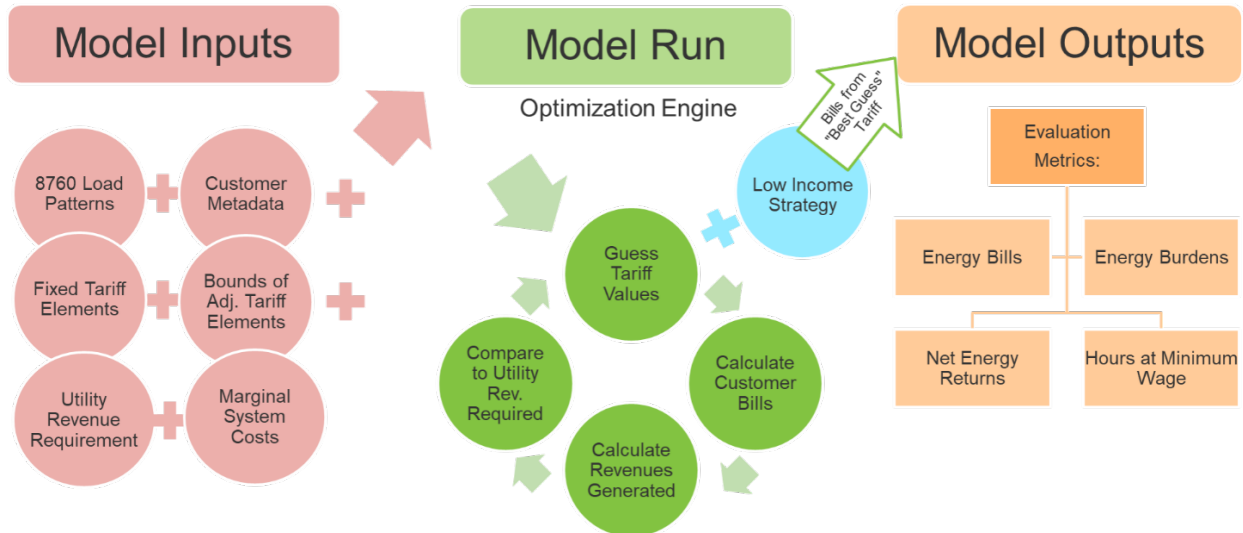 Model Inputs
8760 Load
Patterns
Customer
Metadata
Fixed Tariff
Elements
Bounds of
Adj. Tariff
Elements
Utility
Revenue
Requirement
Marginal
System
Costs
Model Run
Optimization Engine
Guess
Tariff
Values
Calculate
Customer
Bills
Calculate
Revenues
Generated
Compare
to Utility
Rev.
Required
Low Income
Strategy
Bills from
"Best Guess"
Tariff
Model Outputs
Evaluation
Metrics:
Energy Bills
Energy Burdens
Net Energy
Returns
Hours at Minimum
Wage